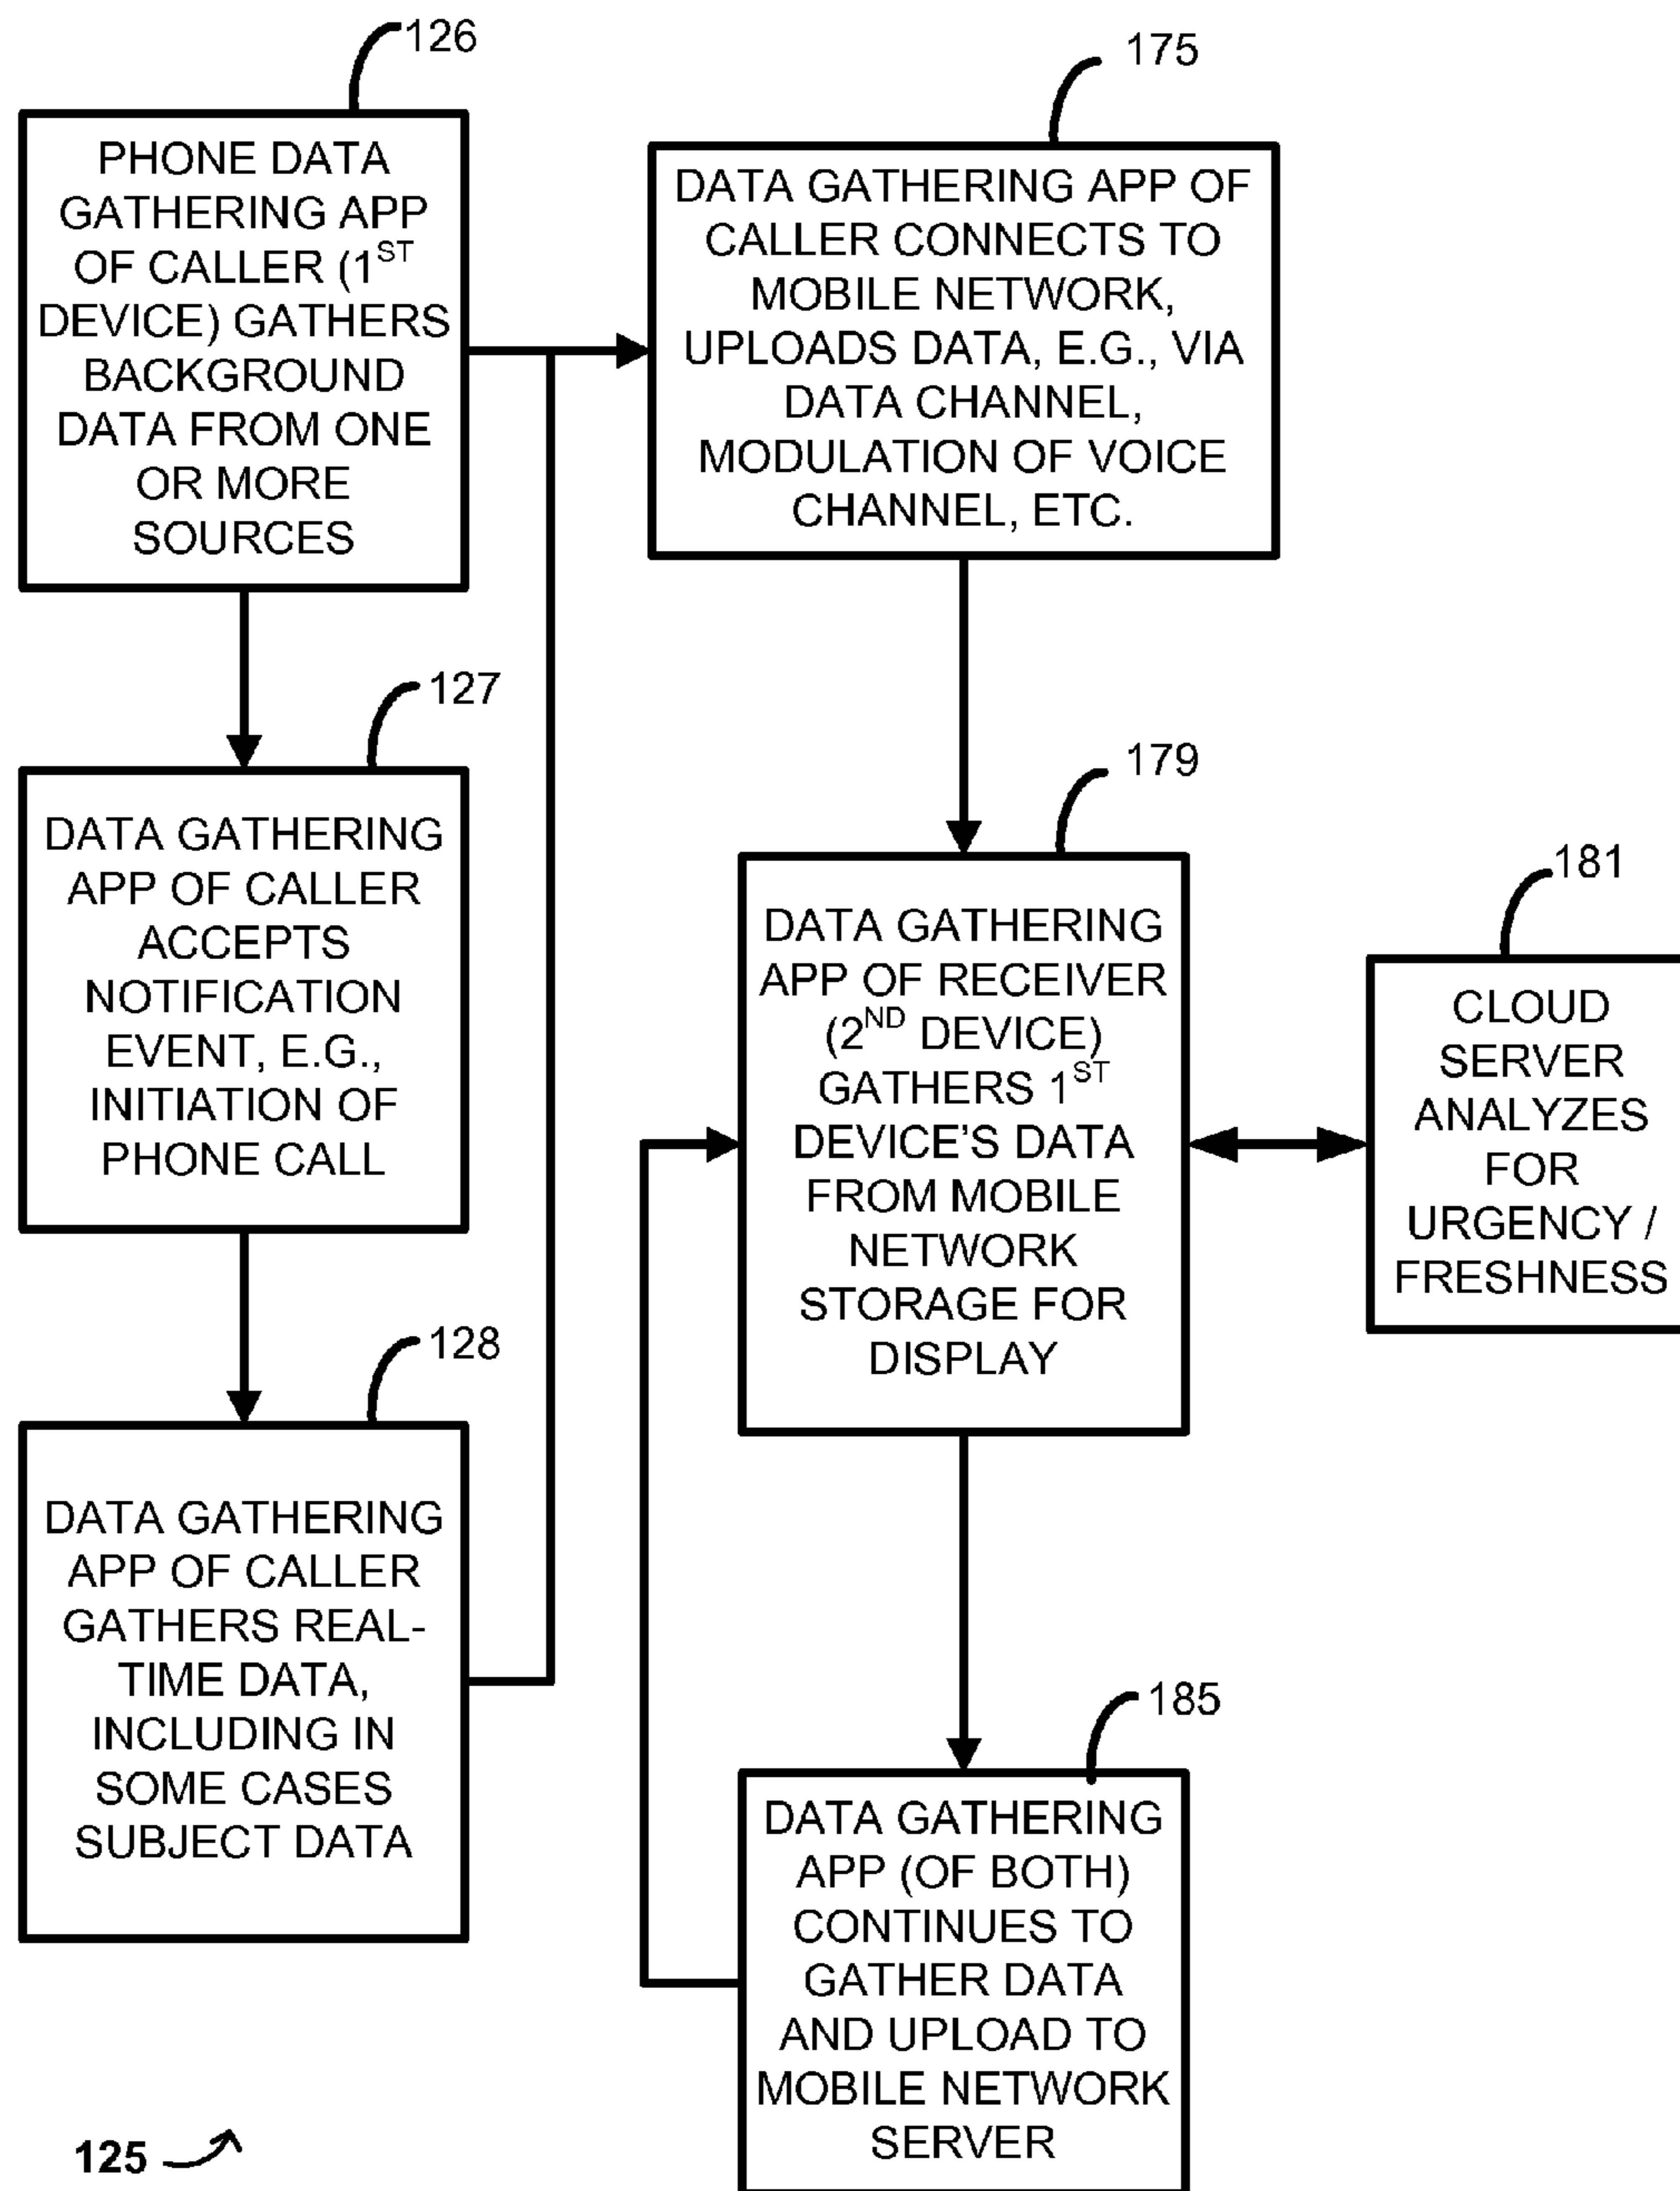 126
PHONE DATA
GATHERING APP
OF CALLER (1ST
DEVICE) GATHERS
BACKGROUND
DATA FROM ONE
OR MORE
SOURCES
127
DATA GATHERING
APP OF CALLER
ACCEPTS
NOTIFICATION
EVENT, E.G.,
INITIATION OF
PHONE CALL
128
DATA GATHERING
APP OF CALLER
GATHERS REAL-
TIME DATA,
INCLUDING IN
SOME CASES
SUBJECT DATA
175
DATA GATHERING APP OF
CALLER CONNECTS TO
MOBILE NETWORK,
UPLOADS DATA, E.G., VIA
DATA CHANNEL,
MODULATION OF VOICE
CHANNEL, ETC.
179
DATA GATHERING
APP OF RECEIVER
(2ND DEVICE)
GATHERS 1ST
DEVICE'S DATA
FROM MOBILE
NETWORK
STORAGE FOR
DISPLAY
181
CLOUD
SERVER
ANALYZES
FOR
URGENCY /
FRESHNESS
185
DATA GATHERING
APP (OF BOTH)
CONTINUES TO
GATHER DATA
AND UPLOAD TO
MOBILE NETWORK
SERVER
125